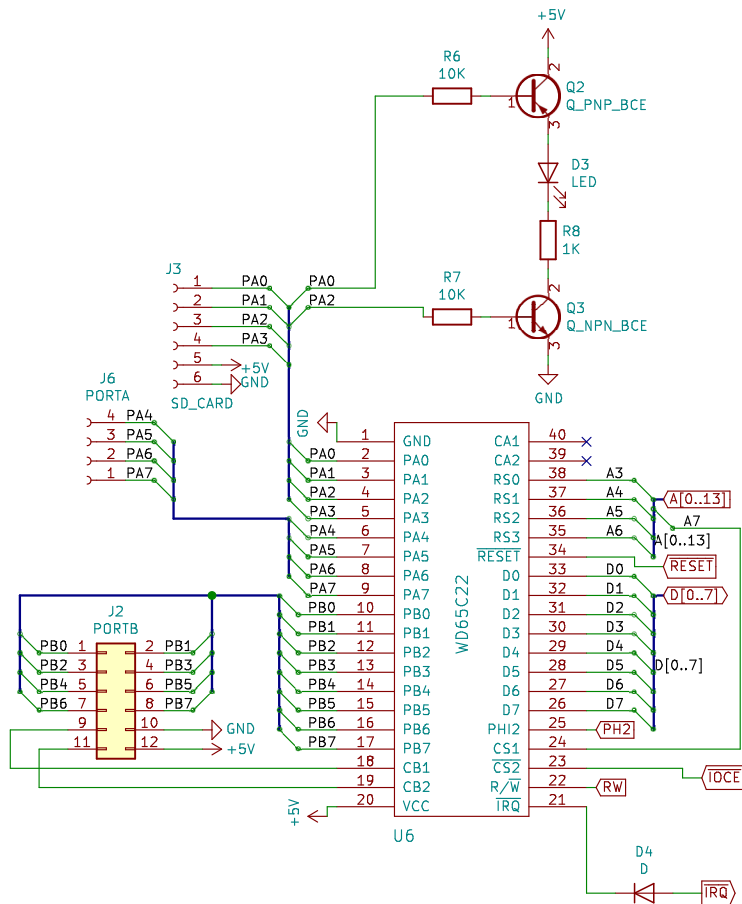 +5V
R6
10K
2
1
Q2
Q_PNP_BCE
3
D3
LED
R8
1K
R7
10K
2
1
Q3
Q_NPN_BCE
3
GND
J3
1 PA0 PA0
2 PA1 PA2
3 PA2
4 PA3
5 +5V
6 GND
SD_CARD
J6
PORTA
4 PA4
3 PA5
2 PA6
1 PA7
GND
1 GND CA1 40
PA0 2 PA0 CA2 39
PA1 3 PA1 RS0 38 A3
PA2 4 PA2 RS1 37 A4 A[0..13]
PA3 5 PA3 RS2 36 A5 A7
PA4 6 PA4 RS3 35 A6 A[0..13]
PA5 7 PA5 RESET 34 RESET
PA6 8 PA6 D0 33 D0
PA7 9 PA7 D1 32 D1 D[0..7]
PB0 10 PB0 D2 31 D2
PB1 11 PB1 D3 30 D3
PB2 12 PB2 D4 29 D4
PB3 13 PB3 D5 28 D5 D[0..7]
PB4 14 PB4 D6 27 D6
PB5 15 PB5 D7 26 D7
PB6 16 PB6 PHI2 25 PH2
PB7 17 PB7 CS1 24
18 CB1 CS2 23 IOCE
19 CB2 R/W 22 RW
20 VCC IRQ 21
WD65C22
U6
+5V
J2
PORTB
PB0 1 2 PB1
PB2 3 4 PB3
PB4 5 6 PB5
PB6 7 8 PB7
9 10 GND
11 12 +5V
D4
D
IRQ